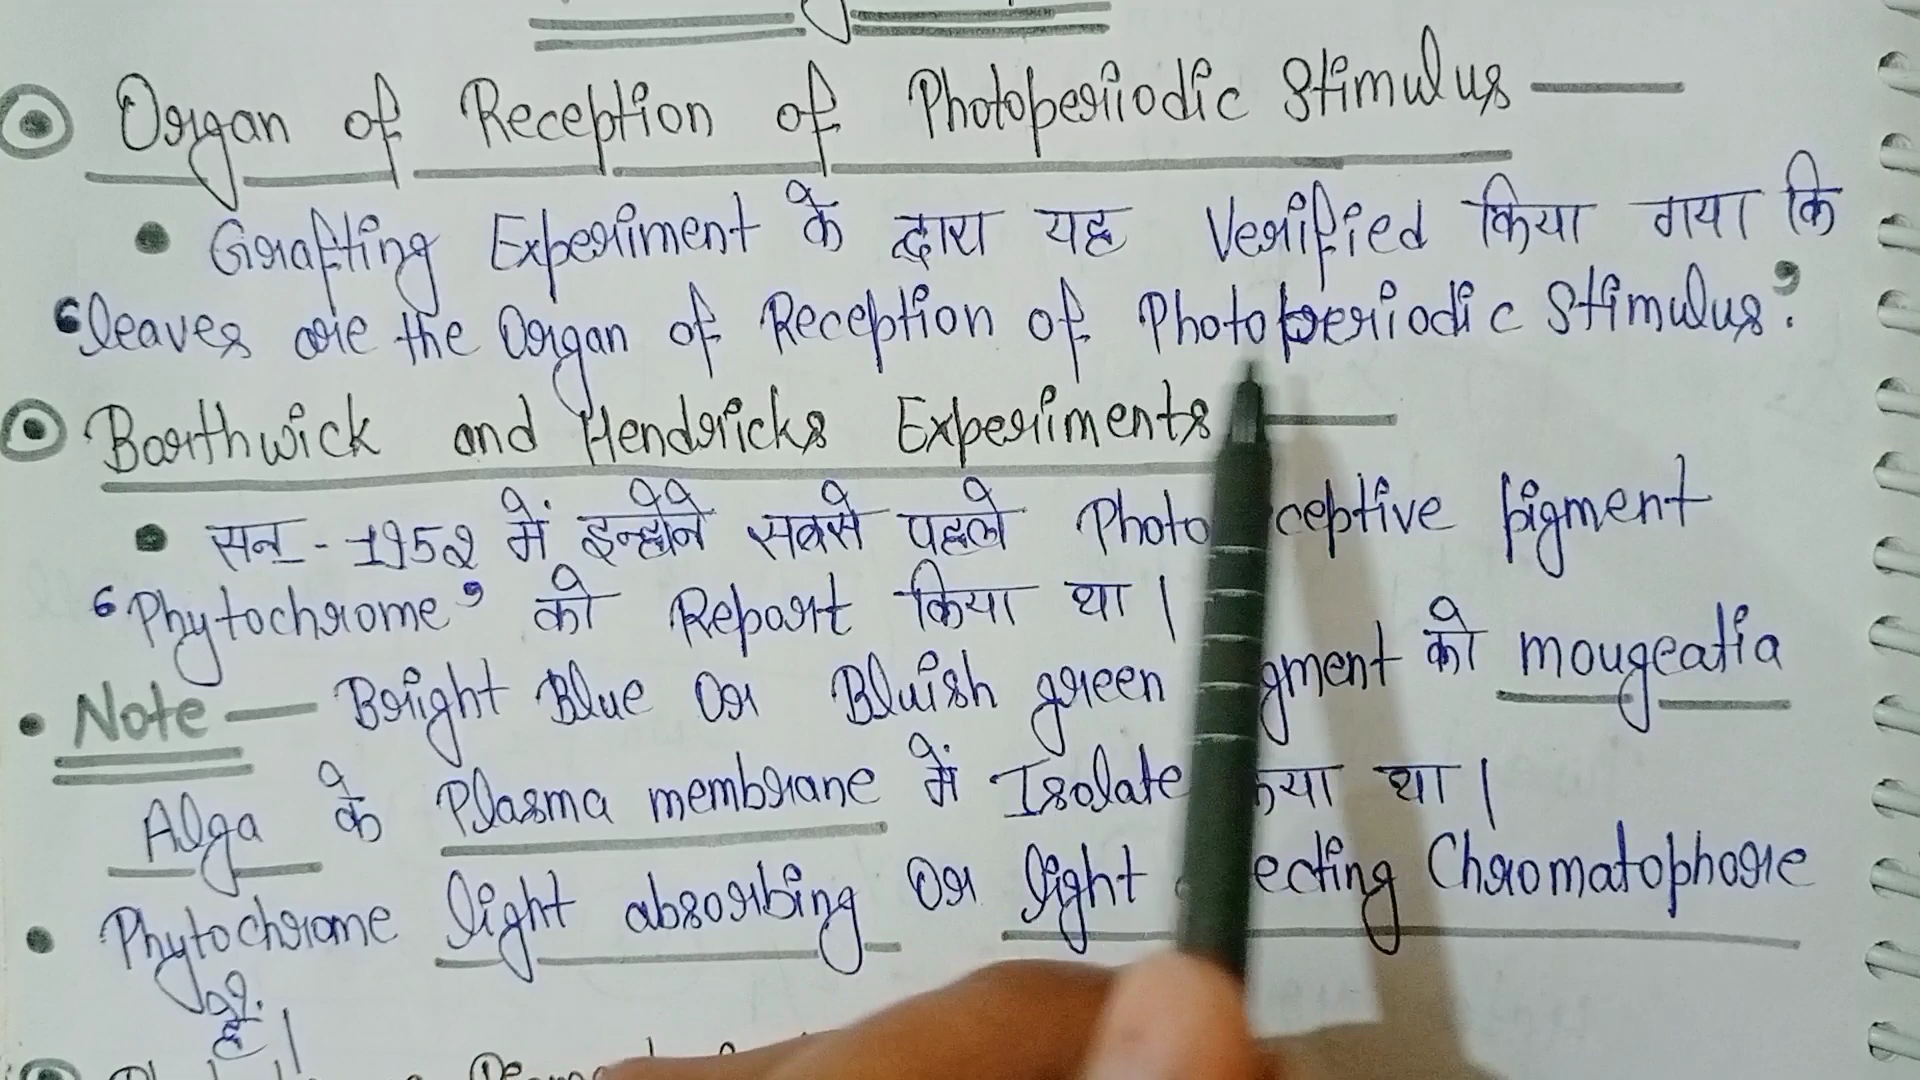 Organ of Reception of Photoperiodic Stimulus —
• Grafting Experiment के द्वारा यह Verified किया गया कि
'leaves are the Organ of Reception of Photoperiodic Stimulus'.
Borthwick and Hendricks Experiments —
• सन् - 1952 में इन्होने सबसे पहले Photo ceptive pigment
'Phytochrome' को Report किया था ।
• Note — Bright Blue Or Bluish green gment को mougeatia
Alga के Plasma membrane में Isolate किया था ।
• Phytochrome light absorbing Or light ecting Chromatophore
है ।